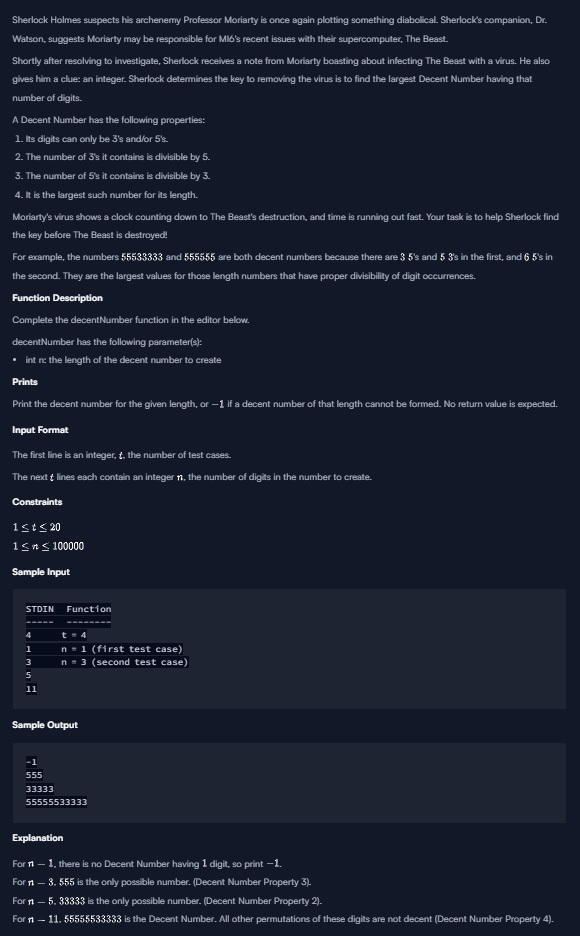 Sherlock Holmes suspects his archenemy Professor Moriarty is once again plotting something diabolical. Sherlock's companion, Dr.
Watson, suggests Moriarty may be responsible for MI6's recent issues with their supercomputer, The Beast.
Shortly after resolving to investigate, Sherlock receives a note from Moriarty boasting about infecting The Beast with a virus. He also
gives him a clue: an integer. Sherlock determines the key to removing the virus is to find the largest Decent Number having that
number of digits.
A Decent Number has the following properties:
1. Its digits can only be 3's and/or 5's.
2. The number of 3's it contains is divisible by 5.
3. The number of 5's it contains is divisible by 3.
4. It is the largest such number for its length.
Moriarty's virus shows a clock counting down to The Beast's destruction, and time is running out fast. Your task is to help Sherlock find
the key before The Beast is destroyed!
For example, the numbers 55533333 and 555555 are both decent numbers because there are 3 5's and 5 3's in the first, and 6 5's in
the second. They are the largest values for those length numbers that have proper divisibility of digit occurrences.
Function Description
Complete the decentNumber function in the editor below.
decentNumber has the following parameter(s):
• int n: the length of the decent number to create
Prints
Print the decent number for the given length, or −1 if a decent number of that length cannot be formed. No return value is expected.
Input Format
The first line is an integer, t, the number of test cases.
The next t lines each contain an integer n, the number of digits in the number to create.
Constraints
1 ≤ t ≤ 20
1 ≤ n ≤ 100000
Sample Input
STDIN Function
----- --------
4 t = 4
1 n = 1 (first test case)
3 n = 3 (second test case)
5
11
Sample Output
-1
555
33333
55555533333
Explanation
For n = 1, there is no Decent Number having 1 digit, so print −1.
For n = 3, 555 is the only possible number. (Decent Number Property 3).
For n = 5, 33333 is the only possible number. (Decent Number Property 2).
For n = 11, 55555533333 is the Decent Number. All other permutations of these digits are not decent (Decent Number Property 4).